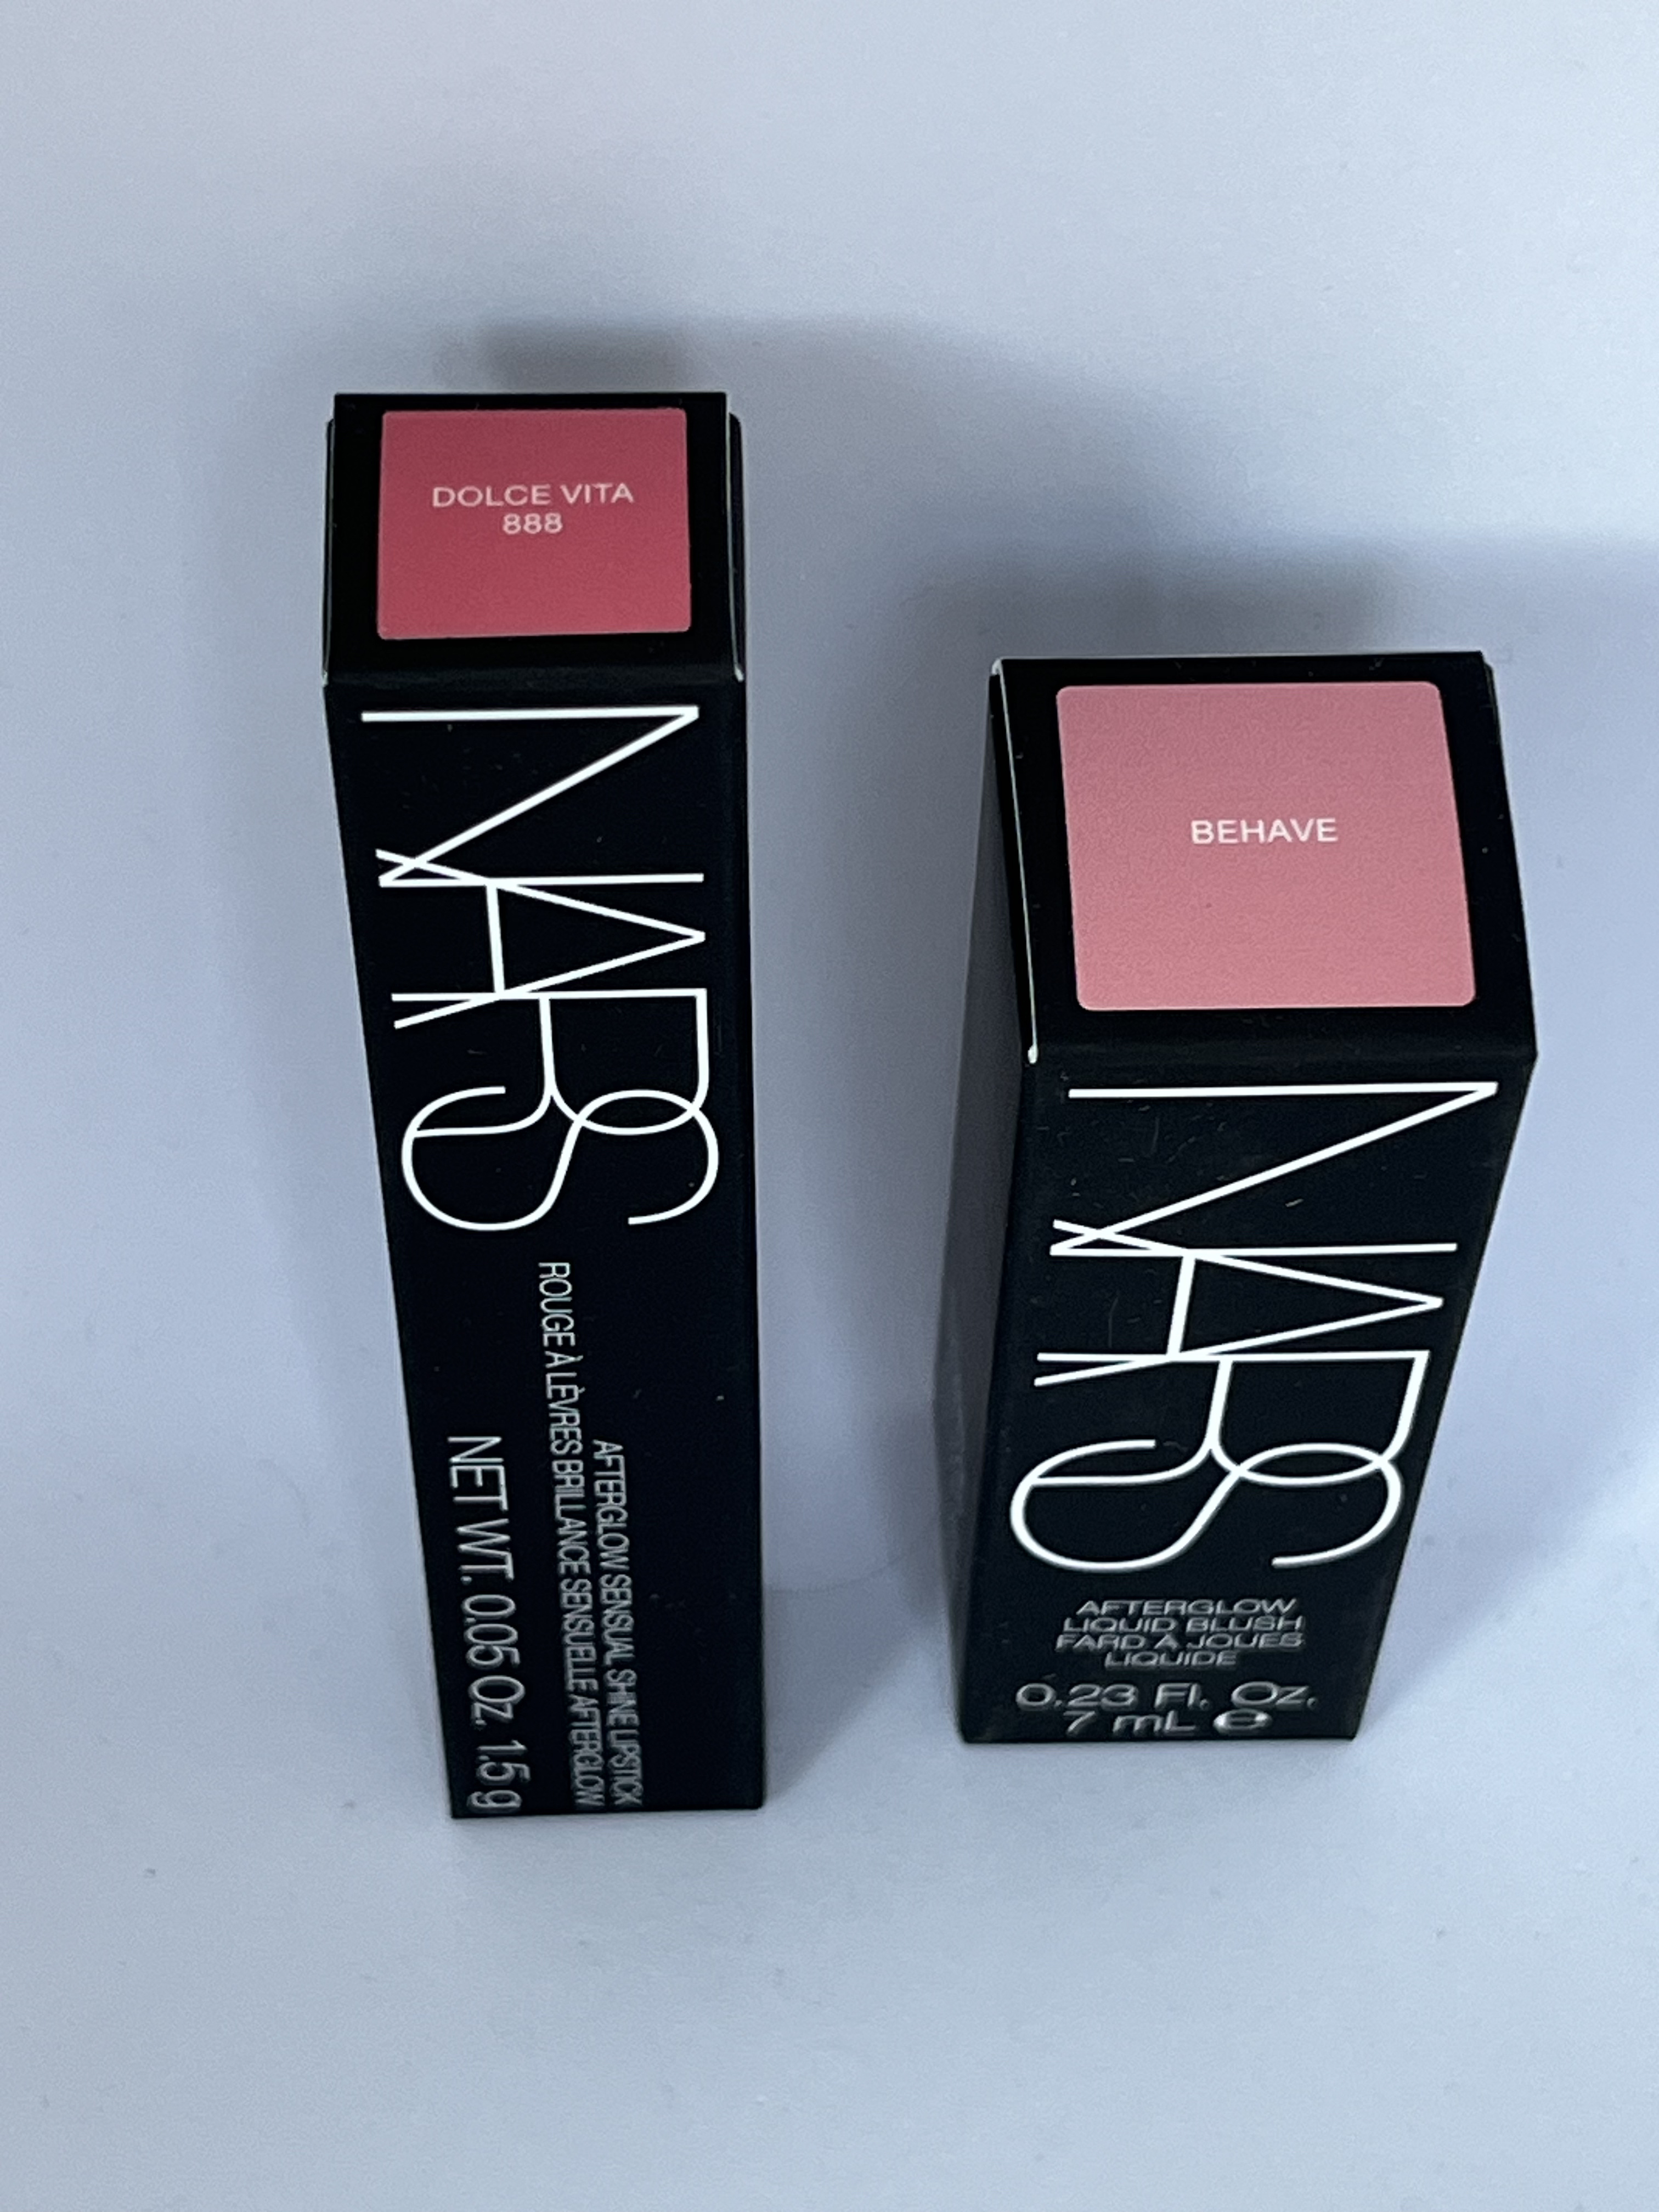 DOLCE VITA
888
NARS
AFTERGLOW SENSUAL SHINE LIPSTICK
ROUGE À LÈVRES BRILLANCE SENSUELLE AFTERGLOW
NET WT. 0.05 Oz. 1.5 g
BEHAVE
NARS
AFTERGLOW
LIQUID BLUSH
FARD À JOUES
LIQUIDE
0.23 Fl. Oz.
7 mL ℮